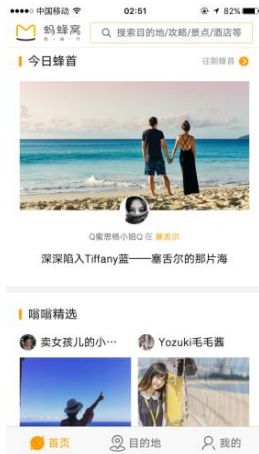 中国移动
02:51
82%
蚂蜂窝
搜索目的地/攻略/景点/酒店等
今日蜂首
往期蜂首
Q蜜思杨小妞Q 在 塞舌尔
深深陷入Tiffany蓝——塞舌尔的那片海
嗡嗡精选
卖女孩儿的小…
Yozuki毛毛酱
首页
目的地
我的